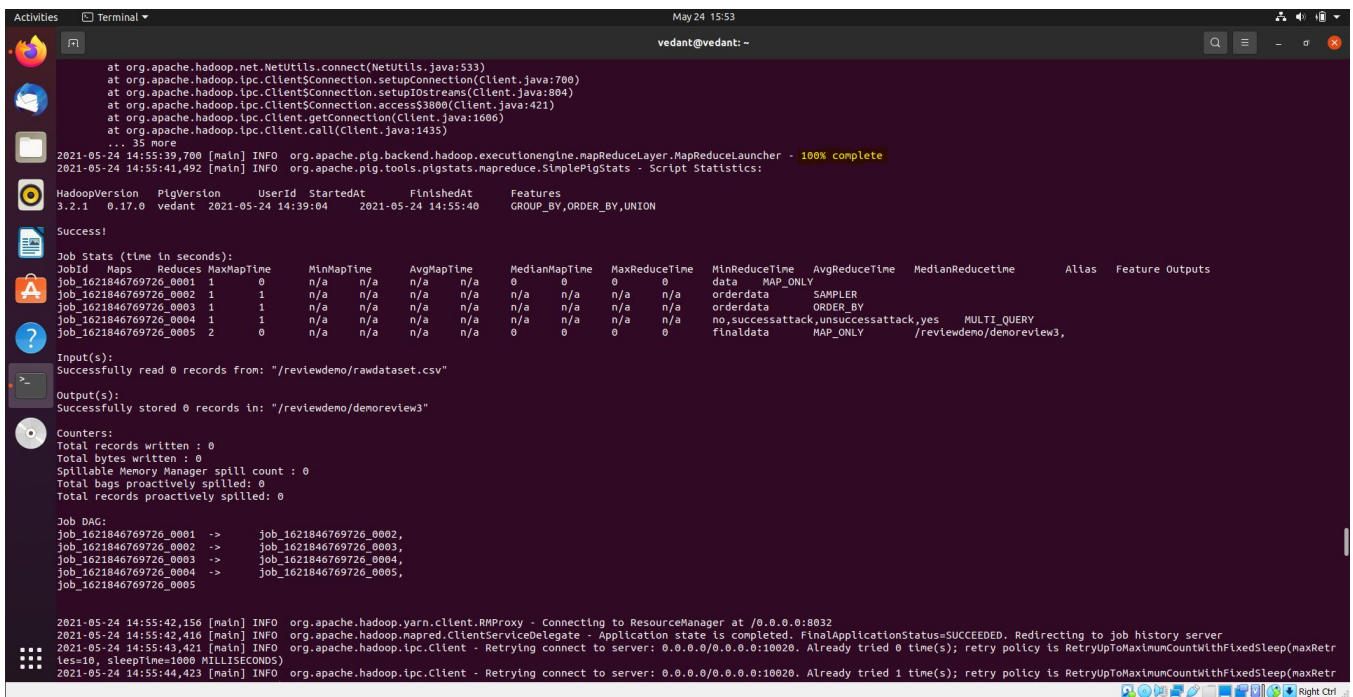 Activities Terminal May 24 15:53
vedant@vedant: ~
at org.apache.hadoop.net.NetUtils.connect(NetUtils.java:533)
at org.apache.hadoop.ipc.Client$Connection.setupConnection(Client.java:700)
at org.apache.hadoop.ipc.Client$Connection.setupIOstreams(Client.java:804)
at org.apache.hadoop.ipc.Client$Connection.access$3800(Client.java:421)
at org.apache.hadoop.ipc.Client.getConnection(Client.java:1606)
at org.apache.hadoop.ipc.Client.call(Client.java:1435)
... 35 more
2021-05-24 14:55:39,700 [main] INFO org.apache.pig.backend.hadoop.executionengine.mapReduceLayer.MapReduceLauncher - 100% complete
2021-05-24 14:55:41,492 [main] INFO org.apache.pig.tools.pigstats.mapreduce.SimplePigStats - Script Statistics:
HadoopVersion PigVersion UserId StartedAt FinishedAt Features
3.2.1 0.17.0 vedant 2021-05-24 14:39:04 2021-05-24 14:55:40 GROUP_BY,ORDER_BY,UNION
Success!
Job Stats (time in seconds):
JobId Maps Reduces MaxMapTime MinMapTime AvgMapTime MedianMapTime MaxReduceTime MinReduceTime AvgReduceTime MedianReducetime Alias Feature Outputs
job_1621846769726_0001 1 0 n/a n/a n/a n/a 0 0 0 0 data MAP_ONLY
job_1621846769726_0002 1 1 n/a n/a n/a n/a n/a n/a n/a n/a orderdata SAMPLER
job_1621846769726_0003 1 1 n/a n/a n/a n/a n/a n/a n/a n/a orderdata ORDER_BY
job_1621846769726_0004 1 1 n/a n/a n/a n/a n/a n/a n/a n/a no,successattack,unsuccessattack,yes MULTI_QUERY
job_1621846769726_0005 2 0 n/a n/a n/a n/a 0 0 0 0 finaldata MAP_ONLY /reviewdemo/demoreview3,
Input(s):
Successfully read 0 records from: "/reviewdemo/rawdataset.csv"
Output(s):
Successfully stored 0 records in: "/reviewdemo/demoreview3"
Counters:
Total records written : 0
Total bytes written : 0
Spillable Memory Manager spill count : 0
Total bags proactively spilled: 0
Total records proactively spilled: 0
Job DAG:
job_1621846769726_0001 -> job_1621846769726_0002,
job_1621846769726_0002 -> job_1621846769726_0003,
job_1621846769726_0003 -> job_1621846769726_0004,
job_1621846769726_0004 -> job_1621846769726_0005,
job_1621846769726_0005
2021-05-24 14:55:42,156 [main] INFO org.apache.hadoop.yarn.client.RMProxy - Connecting to ResourceManager at /0.0.0.0:8032
2021-05-24 14:55:42,416 [main] INFO org.apache.hadoop.mapred.ClientServiceDelegate - Application state is completed. FinalApplicationStatus=SUCCEEDED. Redirecting to job history server
2021-05-24 14:55:43,421 [main] INFO org.apache.hadoop.ipc.Client - Retrying connect to server: 0.0.0.0/0.0.0.0:10020. Already tried 0 time(s); retry policy is RetryUpToMaximumCountWithFixedSleep(maxRetr
ies=10, sleepTime=1000 MILLISECONDS)
2021-05-24 14:55:44,423 [main] INFO org.apache.hadoop.ipc.Client - Retrying connect to server: 0.0.0.0/0.0.0.0:10020. Already tried 1 time(s); retry policy is RetryUpToMaximumCountWithFixedSleep(maxRetr
Right Ctrl